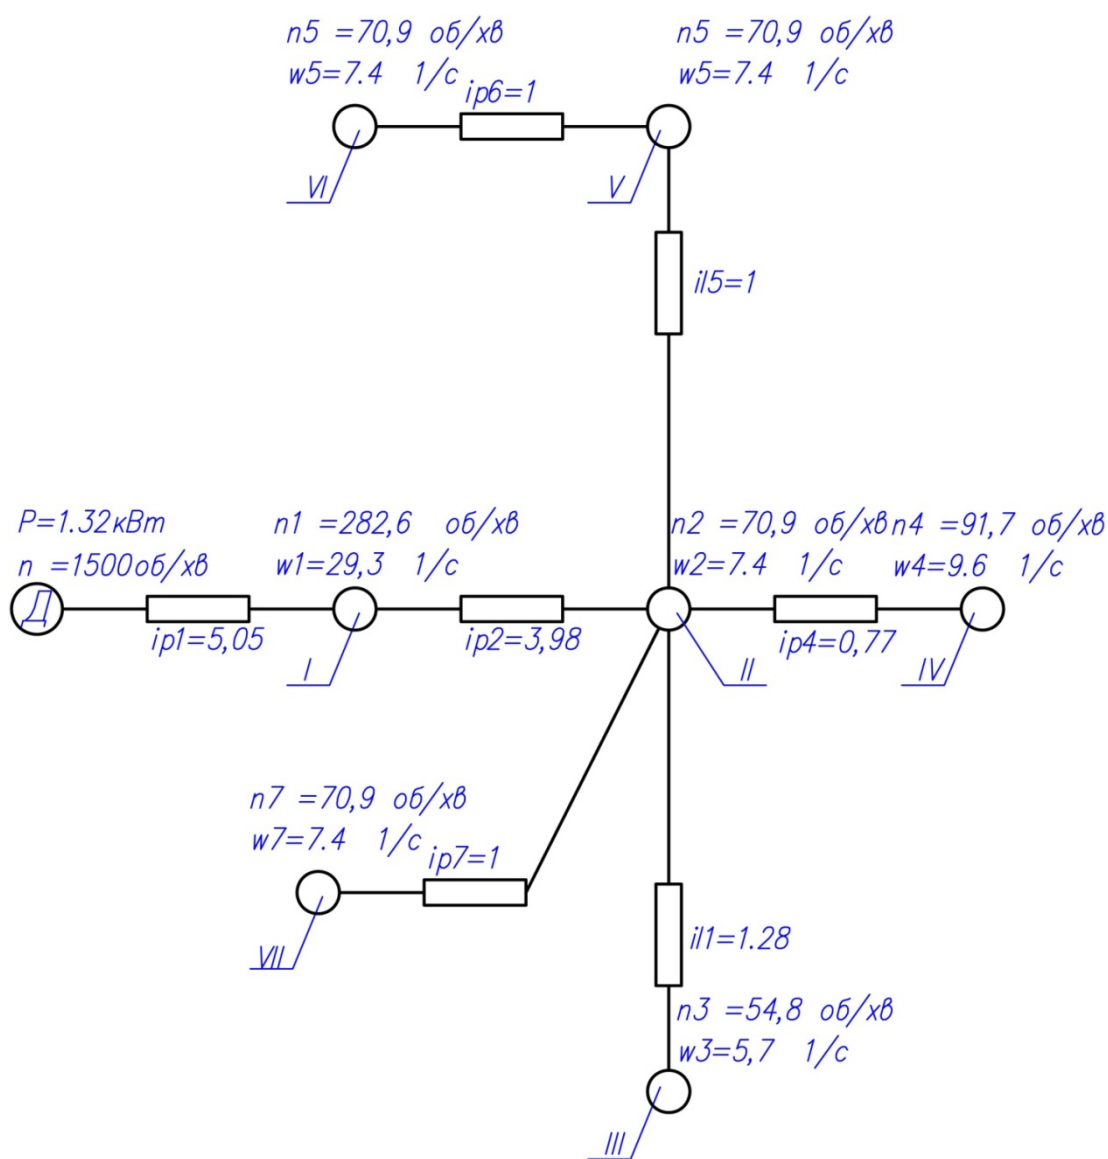 n5 =70,9 об/хв
w5=7.4 1/с
ip6=1
VI
n5 =70,9 об/хв
w5=7.4 1/с
V
il5=1
P=1.32кВт
n =1500об/хв
Д
ip1=5,05
n1 =282,6 об/хв
w1=29,3 1/с
I
ip2=3,98
n2 =70,9 об/хв
w2=7.4 1/с
II
n4 =91,7 об/хв
w4=9.6 1/с
ip4=0,77
IV
n7 =70,9 об/хв
w7=7.4 1/с
ip7=1
VII
il1=1.28
n3 =54,8 об/хв
w3=5,7 1/с
III